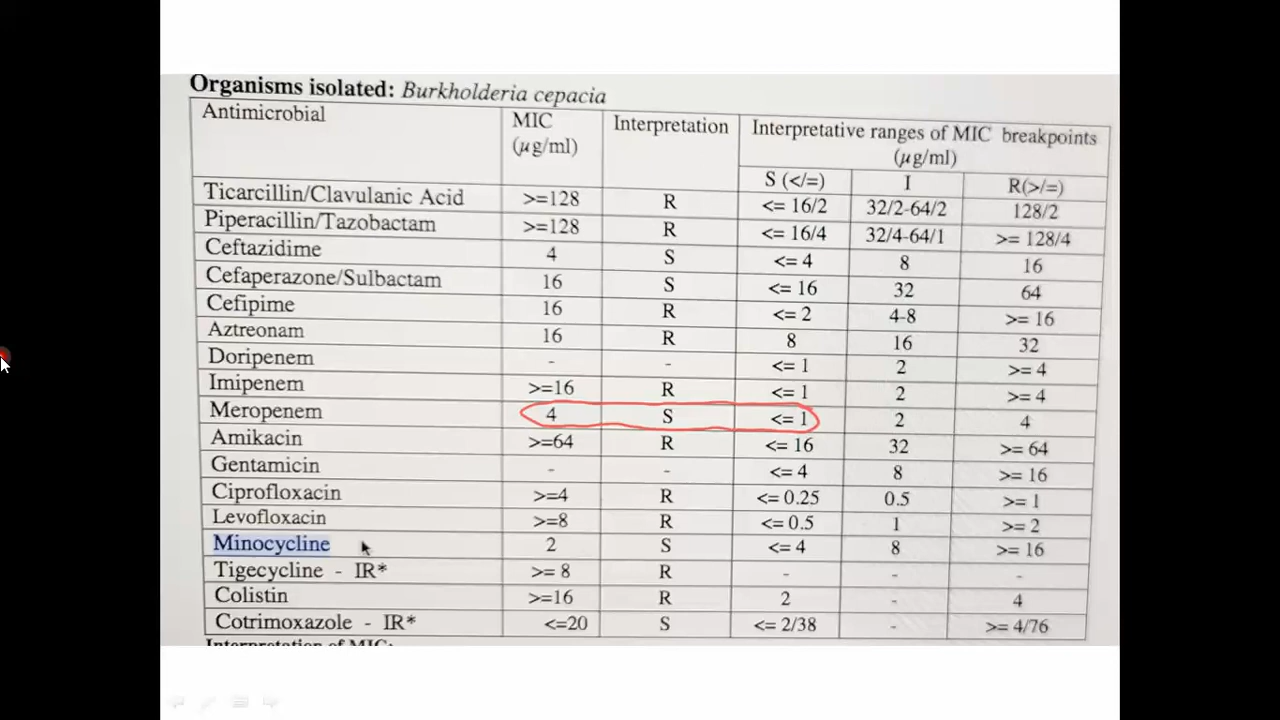 Organisms isolated: Burkholderia cepacia
Antimicrobial MIC (µg/ml) Interpretation Interpretative ranges of MIC breakpoints (µg/ml)
S (</=) I R(>/=)
Ticarcillin/Clavulanic Acid >=128 R <= 16/2 32/2-64/2 128/2
Piperacillin/Tazobactam >=128 R <= 16/4 32/4-64/1 >= 128/4
Ceftazidime 4 S <= 4 8 16
Cefaperazone/Sulbactam 16 S <= 16 32 64
Cefipime 16 R <= 2 4-8 >= 16
Aztreonam 16 R 8 16 32
Doripenem - - <= 1 2 >= 4
Imipenem >=16 R <= 1 2 >= 4
Meropenem 4 S <= 1 2 4
Amikacin >=64 R <= 16 32 >= 64
Gentamicin - - <= 4 8 >= 16
Ciprofloxacin >=4 R <= 0.25 0.5 >= 1
Levofloxacin >=8 R <= 0.5 1 >= 2
Minocycline 2 S <= 4 8 >= 16
Tigecycline - IR* >= 8 R - - -
Colistin >=16 R 2 - 4
Cotrimoxazole - IR* <=20 S <= 2/38 - >= 4/76
Interpretation of MIC: